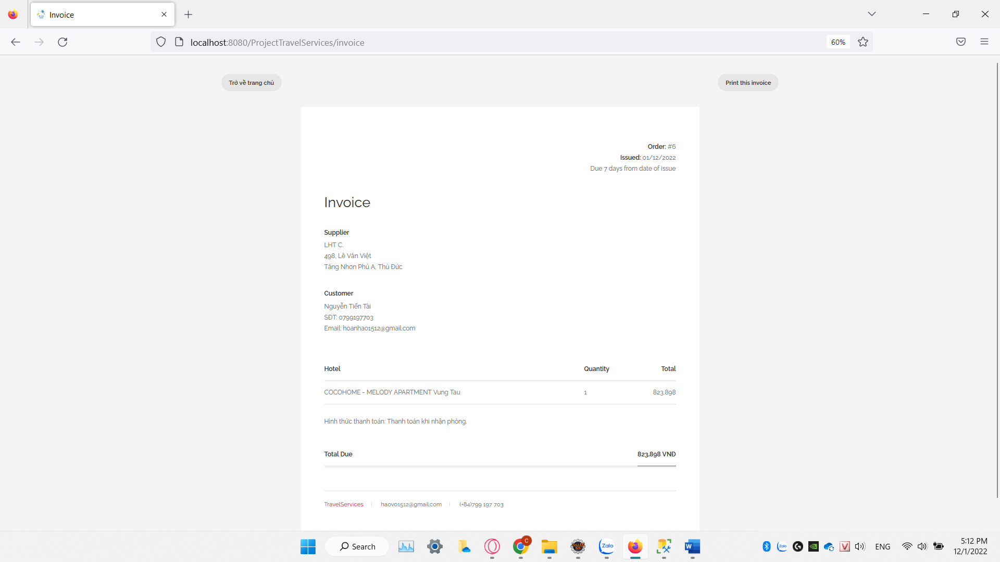 Invoice
localhost:8080/ProjectTravelServices/invoice
60%
Trở về trang chủ
Print this invoice
Order: #6
Issued: 01/12/2022
Due 7 days from date of issue
Invoice
Supplier
LHT C.
498, Lê Văn Việt
Tăng Nhơn Phú A, Thủ Đức
Customer
Nguyễn Tiến Tài
SĐT: 0799197703
Email: hoanhao1512@gmail.com
Hotel Quantity Total
COCOHOME - MELODY APARTMENT Vung Tau 1 823,898
Hình thức thanh toán: Thanh toán khi nhận phòng.
Total Due 823,898 VNĐ
TravelServices haovo1512@gmail.com (+84)799 197 703
Search
C
Zalo
W
Zalo
ENG
5:12 PM
12/1/2022